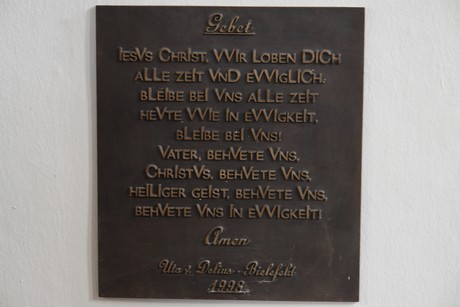 Gebet
IESVS CHRIST, VVIR LOBEN DICH
ALLE ZEIT VND EVVIGLICH:
BLEIBE BEI VNS ALLE ZEIT
HEVTE VVIE IN EVVIGKEIT,
BLEIBE BEI VNS!
VATER, BEHVETE VNS,
CHRISTVS, BEHVETE VNS,
HEILIGER GEIST, BEHVETE VNS,
BEHVETE VNS IN EVVIGKEIT!
Amen
Uta v. Delius - Bielefeld
1998